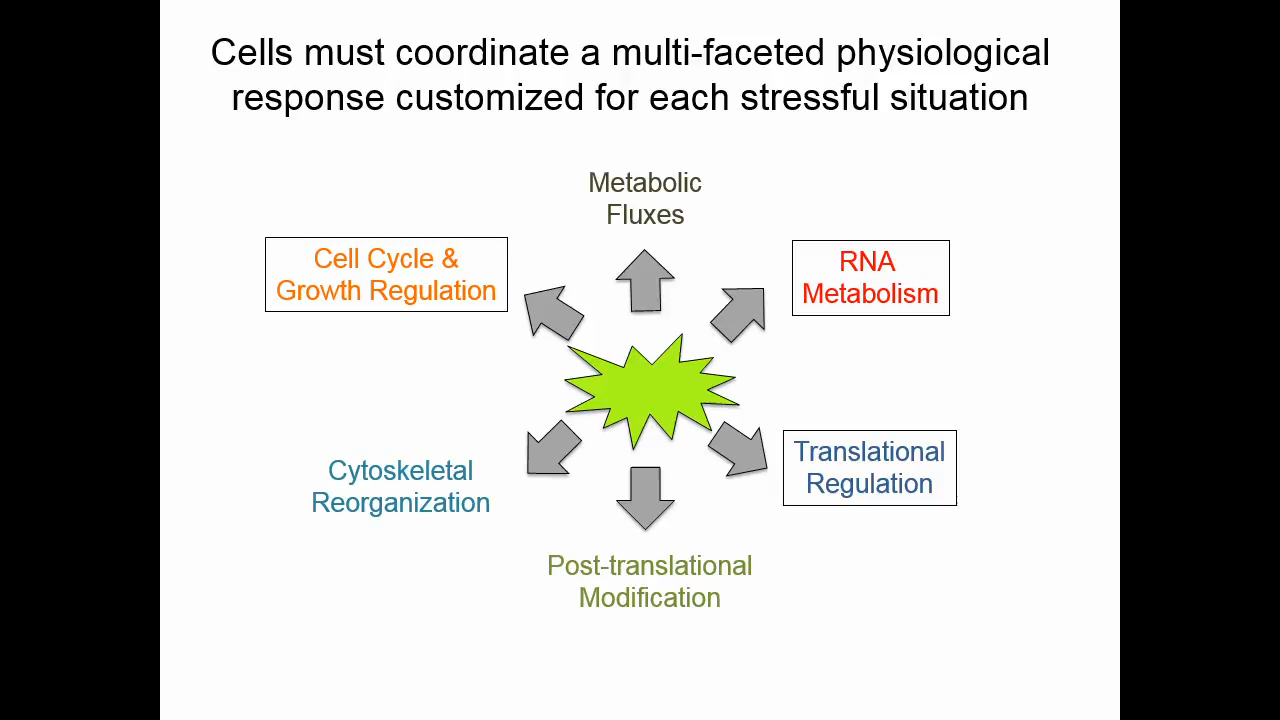 Cells must coordinate a multi-faceted physiological
response customized for each stressful situation
Metabolic
Fluxes
Cell Cycle &
Growth Regulation
RNA
Metabolism
Cytoskeletal
Reorganization
Translational
Regulation
Post-translational
Modification